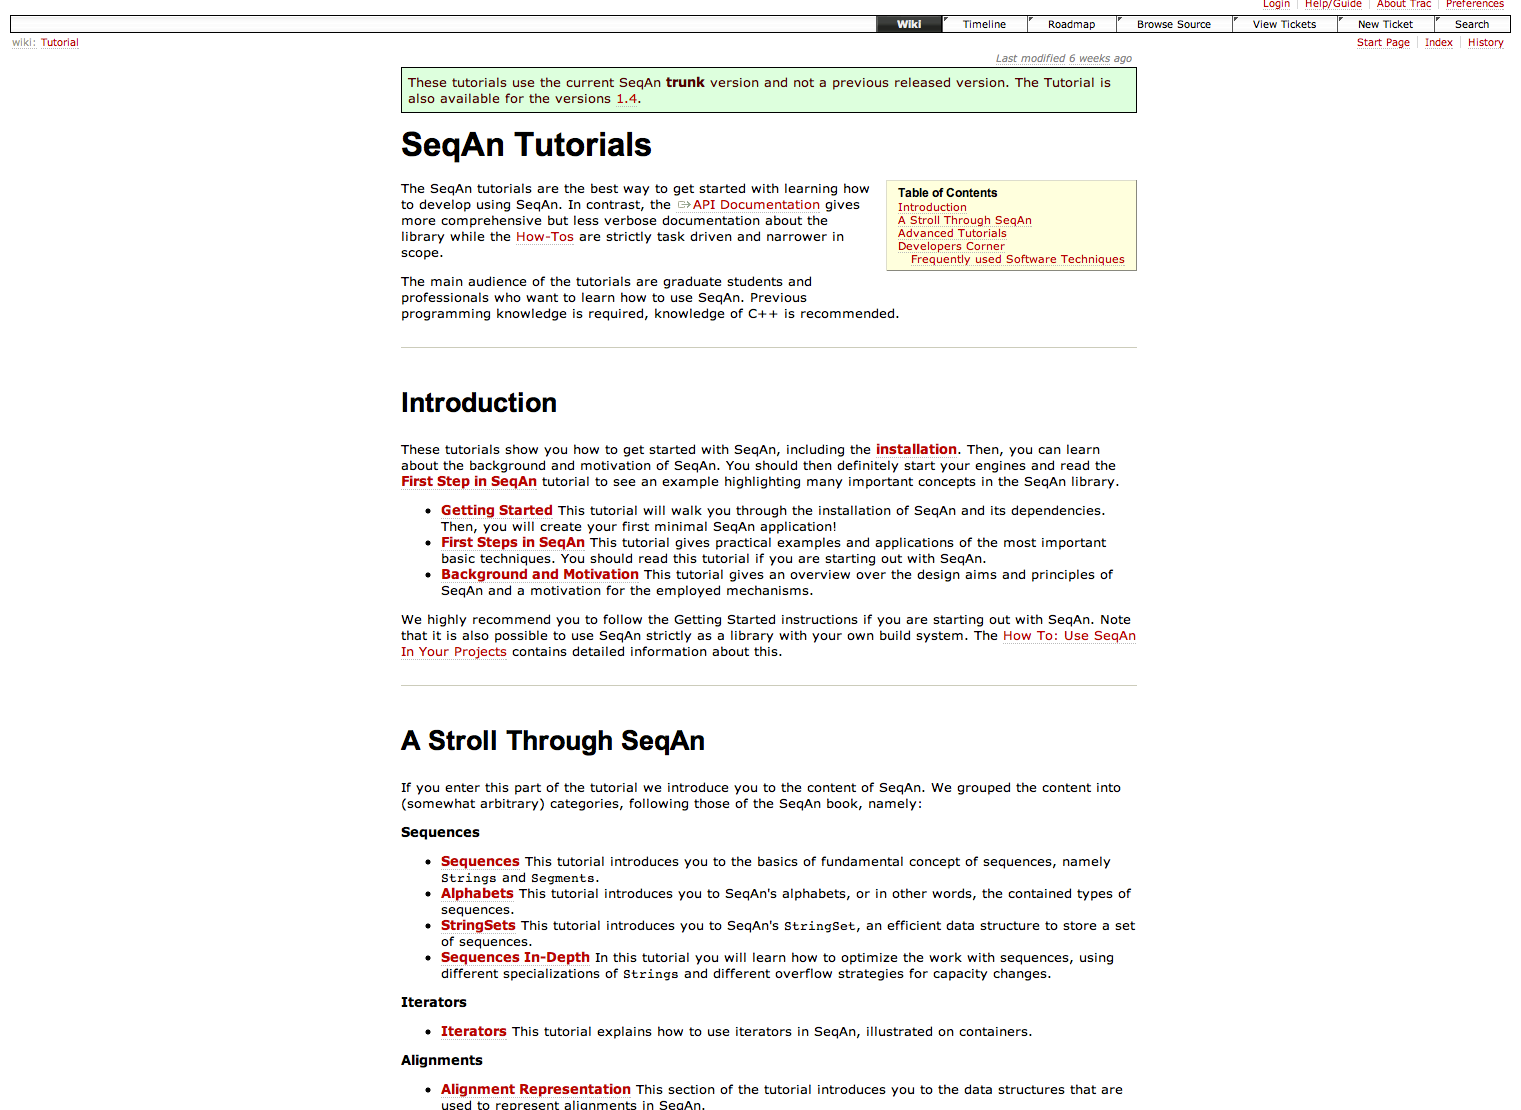 Login Help/Guide About Trac Preferences
Wiki Timeline Roadmap Browse Source View Tickets New Ticket Search
wiki: Tutorial
Start Page Index History
Last modified 6 weeks ago
These tutorials use the current SeqAn trunk version and not a previous released version. The Tutorial is
also available for the versions 1.4.
SeqAn Tutorials
The SeqAn tutorials are the best way to get started with learning how
to develop using SeqAn. In contrast, the API Documentation gives
more comprehensive but less verbose documentation about the
library while the How-Tos are strictly task driven and narrower in
scope.
Table of Contents
Introduction
A Stroll Through SeqAn
Advanced Tutorials
Developers Corner
Frequently used Software Techniques
The main audience of the tutorials are graduate students and
professionals who want to learn how to use SeqAn. Previous
programming knowledge is required, knowledge of C++ is recommended.
Introduction
These tutorials show you how to get started with SeqAn, including the installation. Then, you can learn
about the background and motivation of SeqAn. You should then definitely start your engines and read the
First Step in SeqAn tutorial to see an example highlighting many important concepts in the SeqAn library.
• Getting Started This tutorial will walk you through the installation of SeqAn and its dependencies.
Then, you will create your first minimal SeqAn application!
• First Steps in SeqAn This tutorial gives practical examples and applications of the most important
basic techniques. You should read this tutorial if you are starting out with SeqAn.
• Background and Motivation This tutorial gives an overview over the design aims and principles of
SeqAn and a motivation for the employed mechanisms.
We highly recommend you to follow the Getting Started instructions if you are starting out with SeqAn. Note
that it is also possible to use SeqAn strictly as a library with your own build system. The How To: Use SeqAn
In Your Projects contains detailed information about this.
A Stroll Through SeqAn
If you enter this part of the tutorial we introduce you to the content of SeqAn. We grouped the content into
(somewhat arbitrary) categories, following those of the SeqAn book, namely:
Sequences
• Sequences This tutorial introduces you to the basics of fundamental concept of sequences, namely
Strings and Segments.
• Alphabets This tutorial introduces you to SeqAn's alphabets, or in other words, the contained types of
sequences.
• StringSets This tutorial introduces you to SeqAn's StringSet, an efficient data structure to store a set
of sequences.
• Sequences In-Depth In this tutorial you will learn how to optimize the work with sequences, using
different specializations of Strings and different overflow strategies for capacity changes.
Iterators
• Iterators This tutorial explains how to use iterators in SeqAn, illustrated on containers.
Alignments
• Alignment Representation This section of the tutorial introduces you to the data structures that are
used to represent alignments in SeqAn.